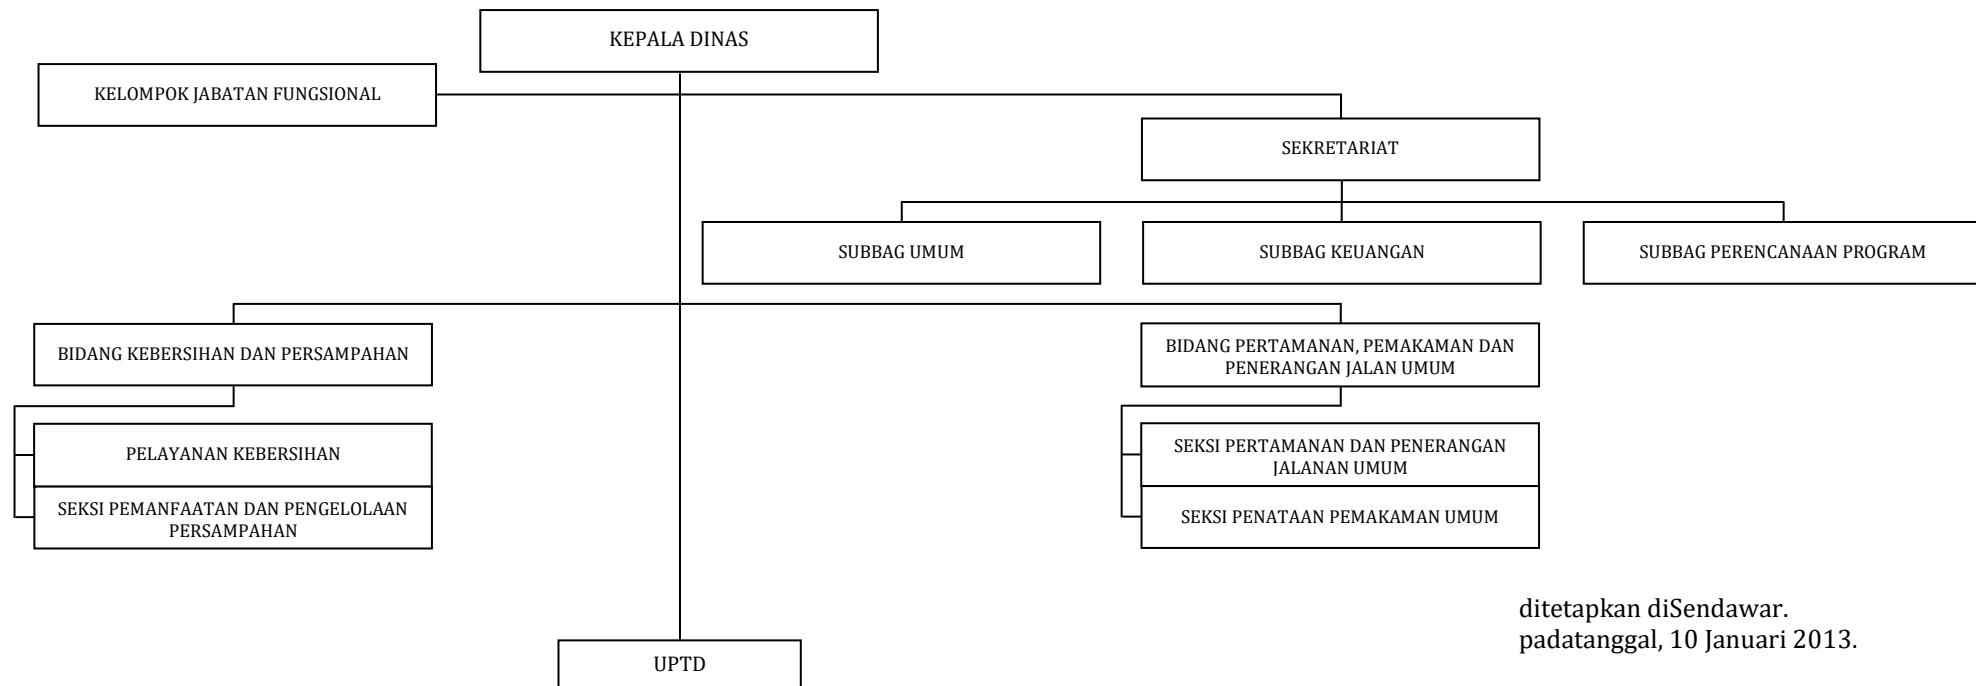 KEPALA DINAS
KELOMPOK JABATAN FUNGSIONAL
SEKRETARIAT
SUBBAG UMUM
SUBBAG KEUANGAN
SUBBAG PERENCANAAN PROGRAM
BIDANG KEBERSIHAN DAN PERSAMPAHAN
BIDANG PERTAMANAN, PEMAKAMAN DAN
PENERANGAN JALAN UMUM
PELAYANAN KEBERSIHAN
SEKSI PEMANFAATAN DAN PENGELOLAAN
PERSAMPAHAN
SEKSI PERTAMANAN DAN PENERANGAN
JALANAN UMUM
SEKSI PENATAAN PEMAKAMAN UMUM
ditetapkan diSendawar.
padatanggal, 10 Januari 2013.
UPTD